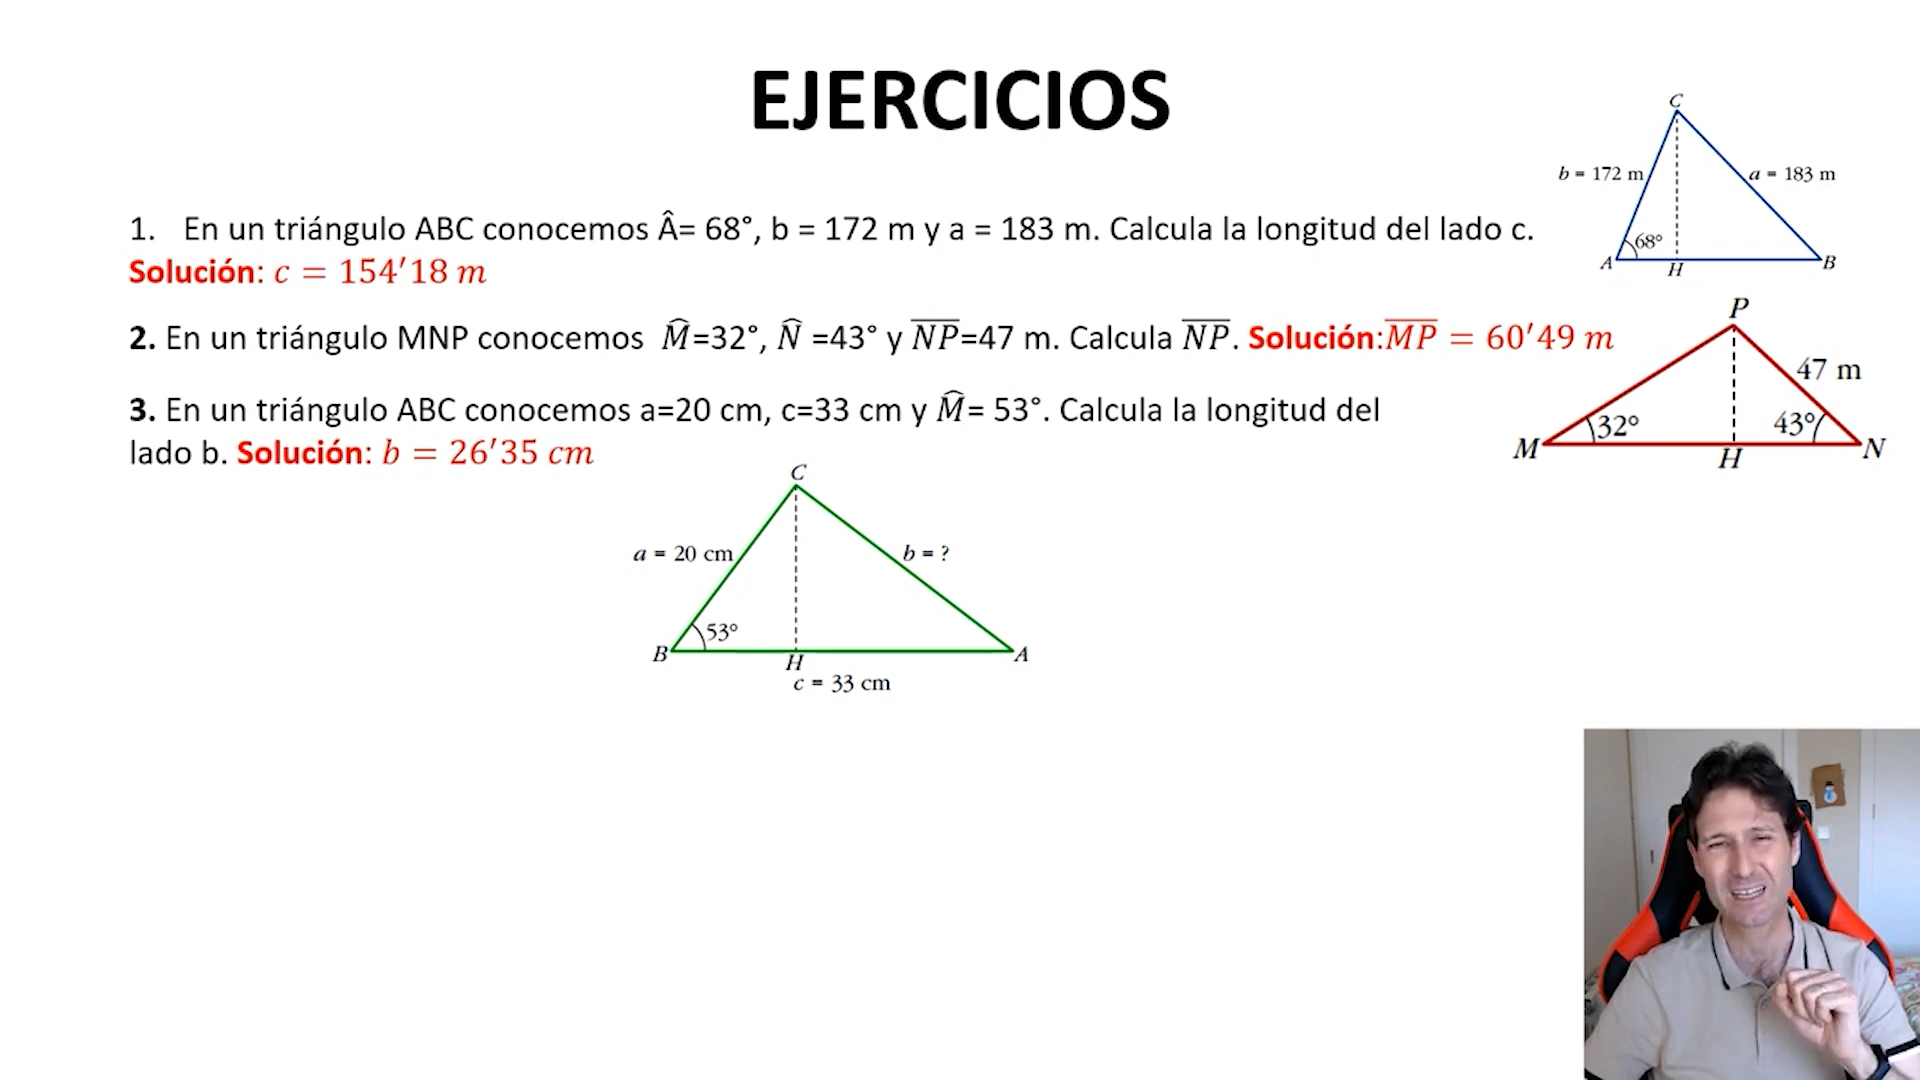 EJERCICIOS
1. En un triángulo ABC conocemos Â= 68°, b = 172 m y a = 183 m. Calcula la longitud del lado c.
Solución: c = 154'18 m
2. En un triángulo MNP conocemos M̂=32°, N̂ =43° y N̅P̅=47 m. Calcula N̅P̅. Solución:M̅P̅ = 60'49 m
3. En un triángulo ABC conocemos a=20 cm, c=33 cm y M̂= 53°. Calcula la longitud del
lado b. Solución: b = 26'35 cm
C
b = 172 m
a = 183 m
68°
A
H
B
P
47 m
32°
43°
M
H
N
C
a = 20 cm
b = ?
53°
B
H
A
c = 33 cm